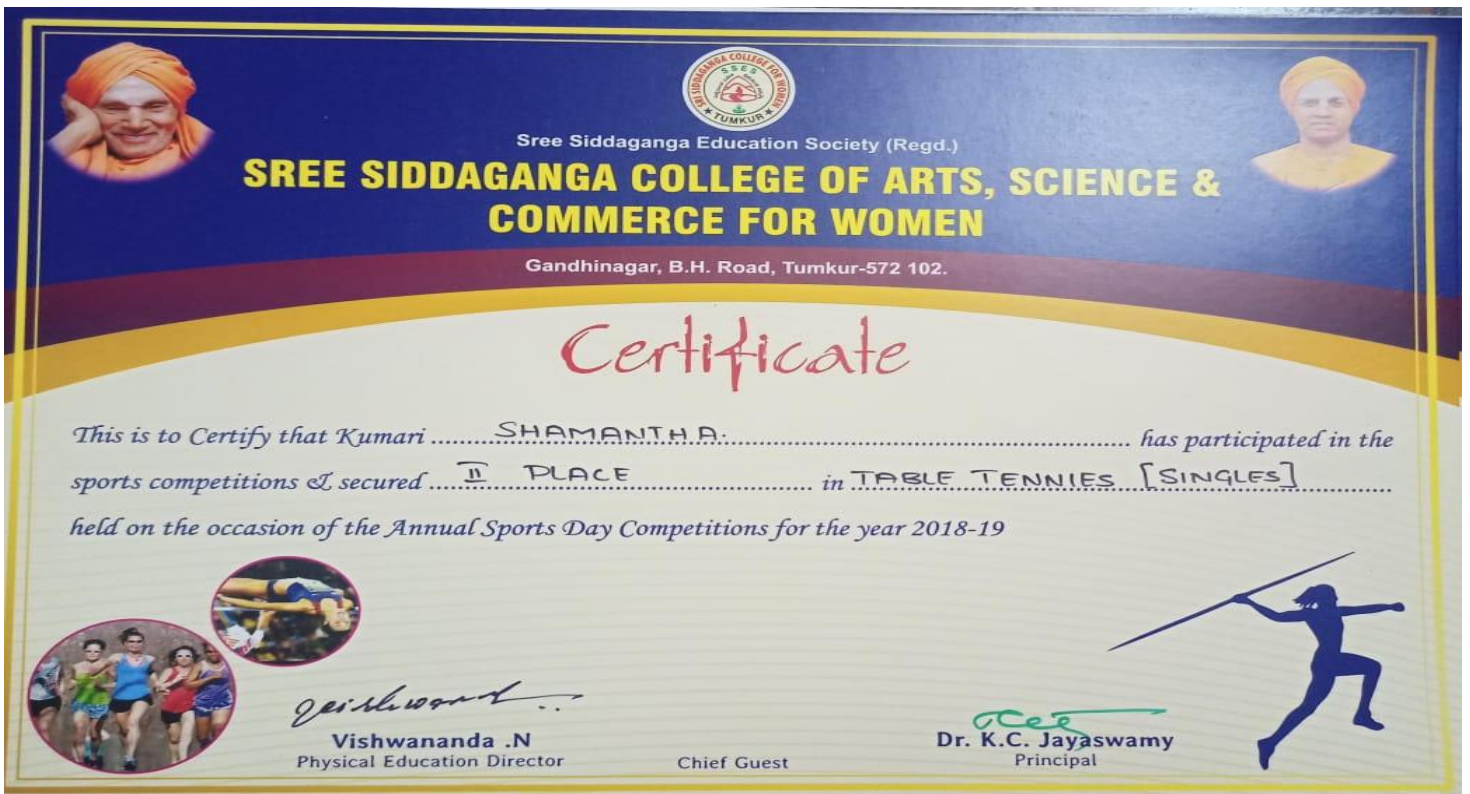 SRI SIDDAGANGA COLLEGE FOR WOMEN
SSES
★ TUMKUR ★
Sree Siddaganga Education Society (Regd.)
SREE SIDDAGANGA COLLEGE OF ARTS, SCIENCE &
COMMERCE FOR WOMEN
Gandhinagar, B.H. Road, Tumkur-572 102.
Certificate
This is to Certify that Kumari ........ SHAMANTHA. ........ has participated in the
sports competitions & secured ..... II PLACE ..... in TABLE TENNIES [SINGLES]
held on the occasion of the Annual Sports Day Competitions for the year 2018-19
Vishwananda .N
Physical Education Director
Chief Guest
Dr. K.C. Jayaswamy
Principal